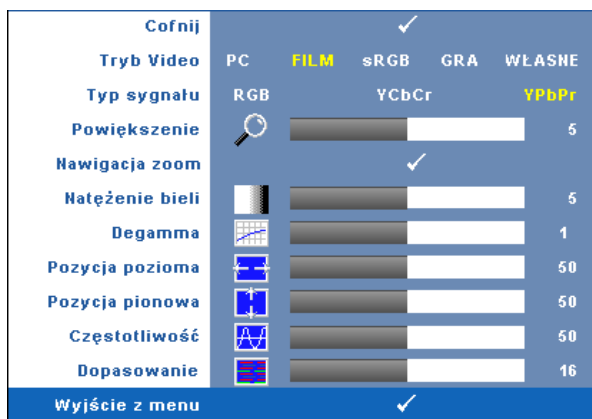 Cofnij
Tryb Video PC FILM sRGB GRA WŁASNE
Typ sygnału RGB YCbCr YPbPr
Powiększenie 5
Nawigacja zoom
Natężenie bieli 5
Degamma 1
Pozycja pozioma 50
Pozycja pionowa 50
Częstotliwość 50
Dopasowanie 16
Wyjście z menu